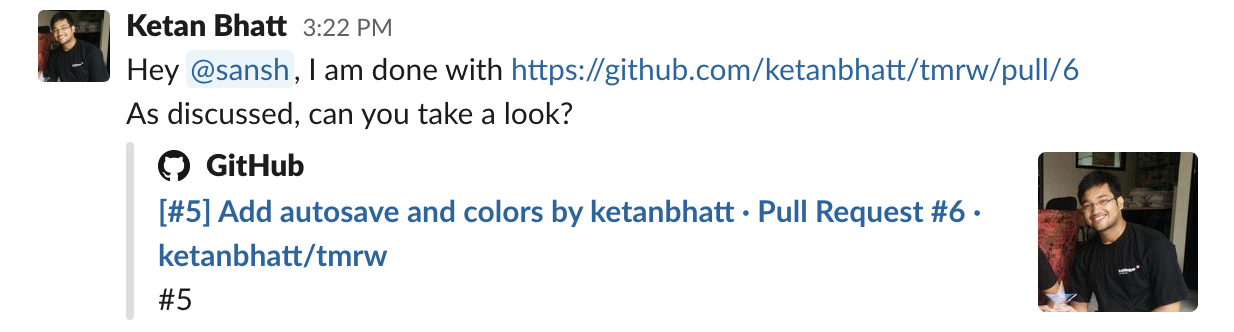 Ketan Bhatt 3:22 PM
Hey @sansh, I am done with https://github.com/ketanbhatt/tmrw/pull/6
As discussed, can you take a look?
GitHub
[#5] Add autosave and colors by ketanbhatt · Pull Request #6 ·
ketanbhatt/tmrw
#5